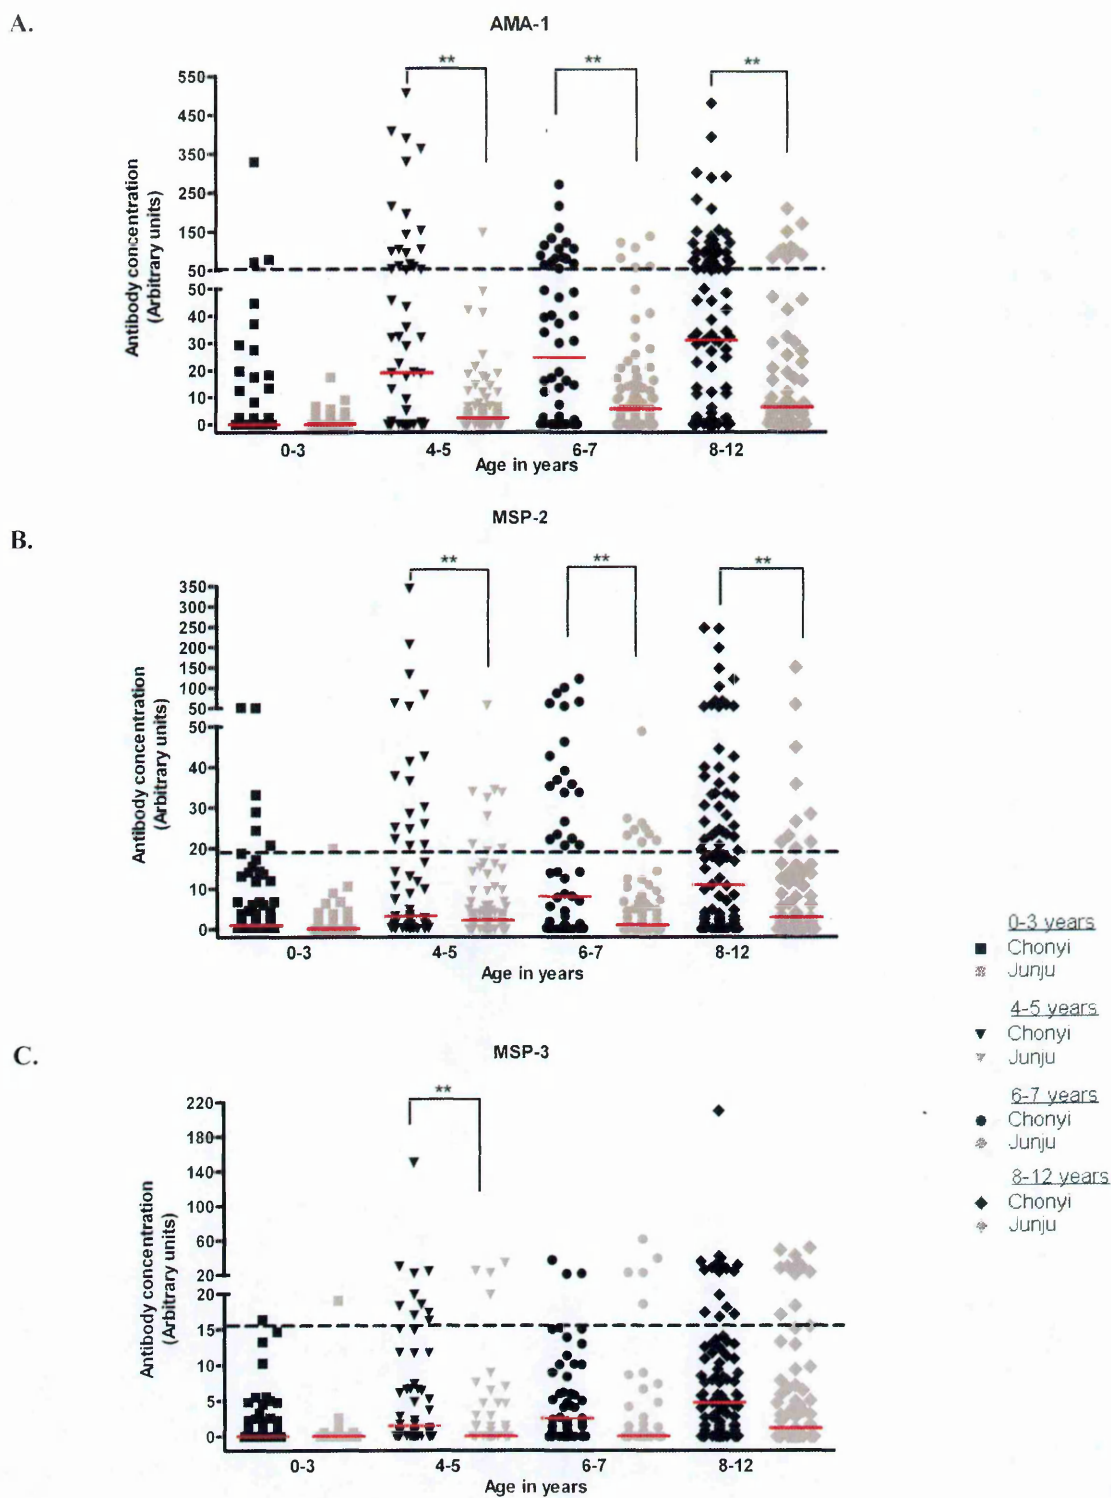 A.
AMA-1
** ** **
550
450
350
250
150
50
50
40
30
20
10
0
Antibody concentration
(Arbitrary units)
0-3 4-5 6-7 8-12
Age in years
B.
MSP-2
** ** **
350
300
250
200
150
100
50
50
40
30
20
10
0
Antibody concentration
(Arbitrary units)
0-3 4-5 6-7 8-12
Age in years
C.
MSP-3
**
220
180
140
100
60
20
20
15
10
5
0
Antibody concentration
(Arbitrary units)
0-3 4-5 6-7 8-12
Age in years
0-3 years
Chonyi
Junju
4-5 years
Chonyi
Junju
6-7 years
Chonyi
Junju
8-12 years
Chonyi
Junju